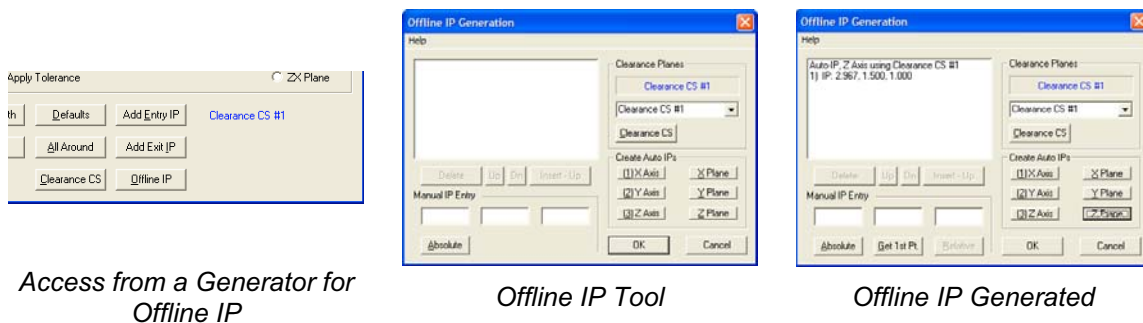 Apply Tolerance
ZX Plane
th
Defaults
Add Entry IP
Clearance CS #1
All Around
Add Exit IP
Clearance CS
Offline IP
Access from a Generator for
Offline IP
Offline IP Generation
Help
Clearance Planes
Clearance CS #1
Clearance CS #1
Clearance CS
Create Auto IPs
Delete
Up
Dn
Insert - Up
(1) X Axis
X Plane
Manual IP Entry
(2) Y Axis
Y Plane
(3) Z Axis
Z Plane
Absolute
OK
Cancel
Offline IP Tool
Offline IP Generation
Help
Auto-IP, Z Axis using Clearance CS #1
1) IP: 2.967, 1.500, 1.000
Clearance Planes
Clearance CS #1
Clearance CS #1
Clearance CS
Create Auto IPs
Delete
Up
Dn
Insert - Up
(1) X Axis
X Plane
Manual IP Entry
(2) Y Axis
Y Plane
(3) Z Axis
Z Plane
Absolute
Get 1st Pt.
Relative
OK
Cancel
Offline IP Generated